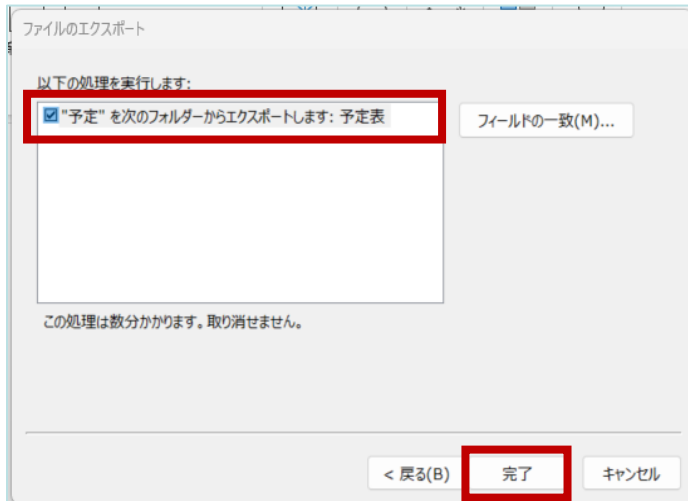 ファイルのエクスポート
以下の処理を実行します:
"予定" を次のフォルダーからエクスポートします: 予定表
フィールドの一致(M)...
この処理は数分かかります。取り消せません。
< 戻る(B)
完了
キャンセル